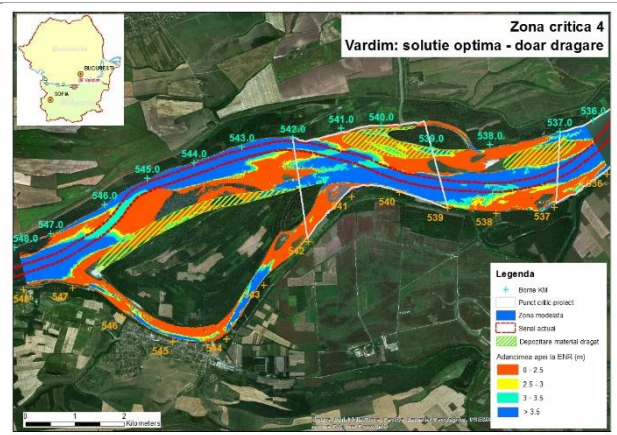 Zona critica 4
Vardim: solutie optima - doar dragare
BUCURESTI
SOFIA
536.0
537.0
538.0
539.0
540.0
541.0
542.0
543.0
544.0
545.0
546.0
547.0
548.0
536
537
538
539
540
541
542
543
544
545
546
547
548
Legenda
Borne KM
Punct critic proiect
Zona modelata
Senal actual
Depozitare material dragat
Adancimea apei la ENR (m)
0 - 2.5
2.5 - 3
3 - 3.5
> 3.5
0 1 2
Kilometers